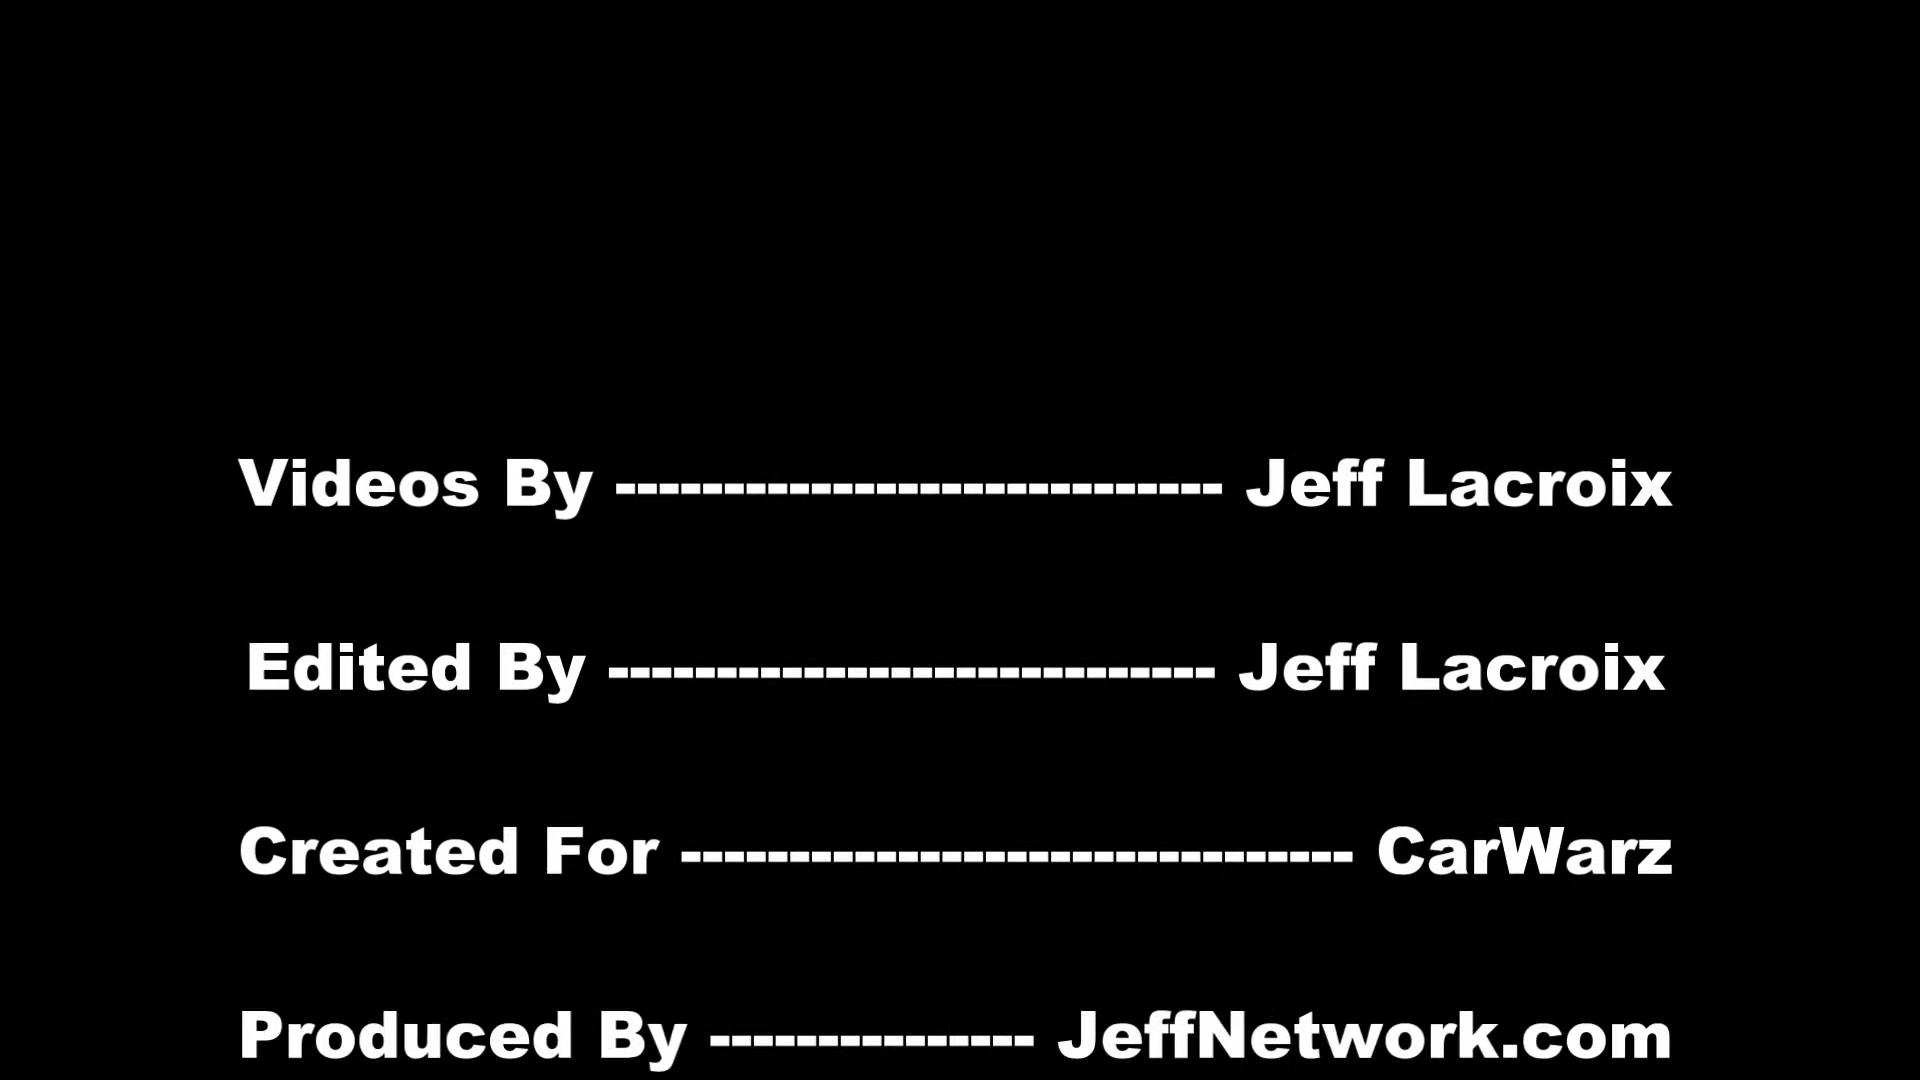 Videos By ---------------------------- Jeff Lacroix
Edited By ---------------------------- Jeff Lacroix
Created For ------------------------------- CarWarz
Produced By --------------- JeffNetwork.com